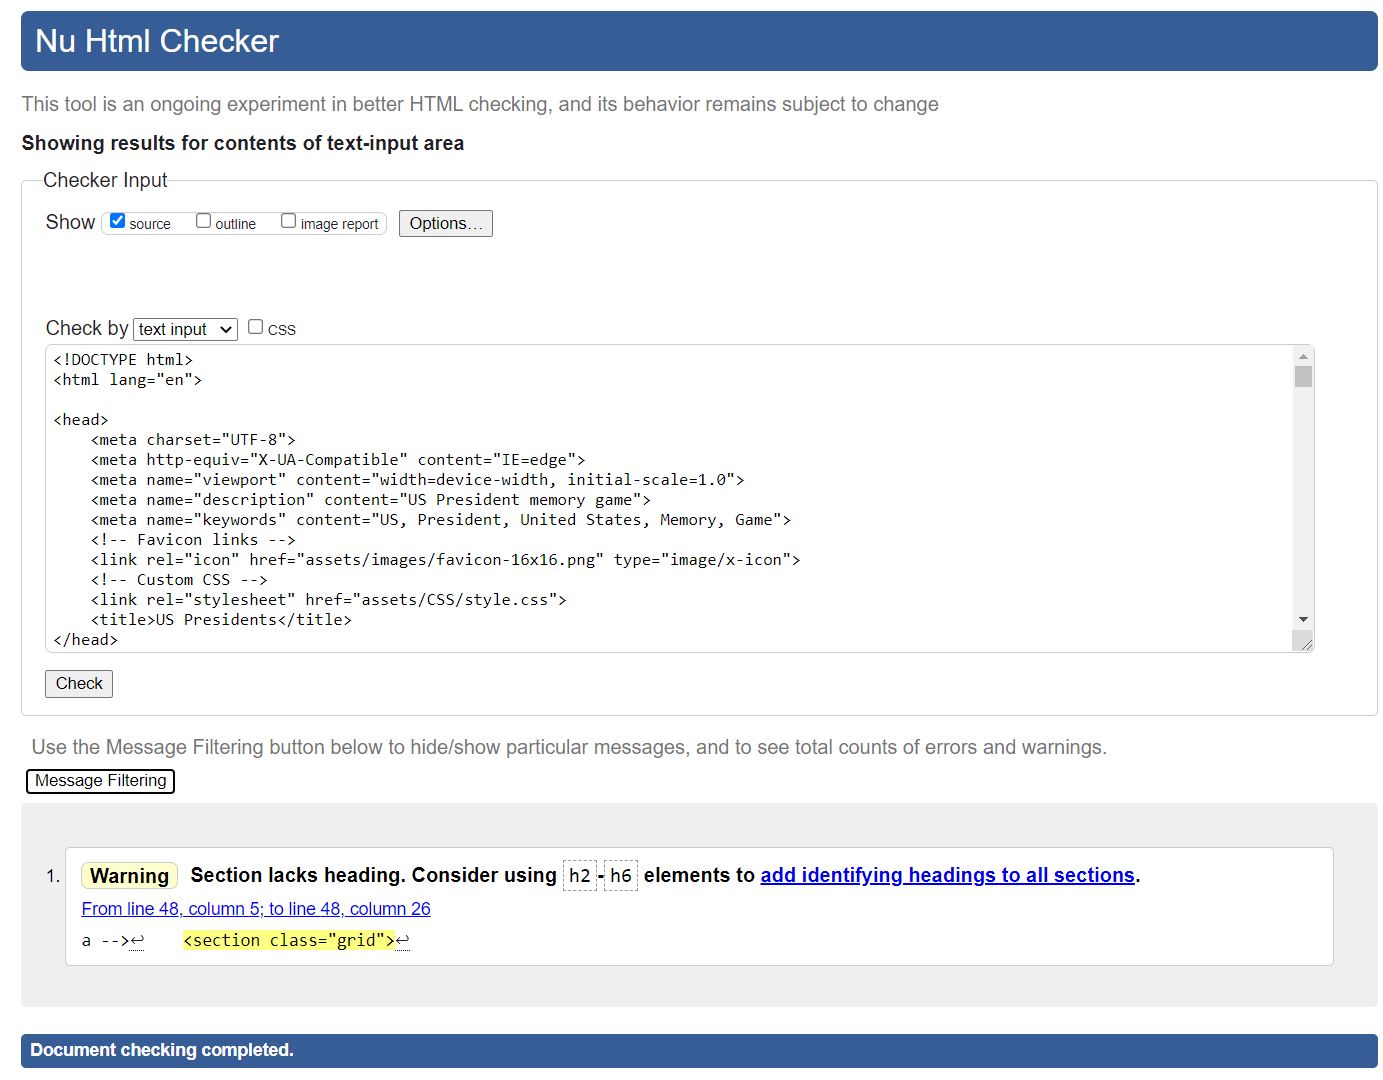 Nu Html Checker
This tool is an ongoing experiment in better HTML checking, and its behavior remains subject to change
Showing results for contents of text-input area
Checker Input
Show source outline image report Options...
Check by text input CSS
<!DOCTYPE html>
<html lang="en">
<head>
    <meta charset="UTF-8">
    <meta http-equiv="X-UA-Compatible" content="IE=edge">
    <meta name="viewport" content="width=device-width, initial-scale=1.0">
    <meta name="description" content="US President memory game">
    <meta name="keywords" content="US, President, United States, Memory, Game">
    <!-- Favicon links -->
    <link rel="icon" href="assets/images/favicon-16x16.png" type="image/x-icon">
    <!-- Custom CSS -->
    <link rel="stylesheet" href="assets/CSS/style.css">
    <title>US Presidents</title>
</head>
Check
Use the Message Filtering button below to hide/show particular messages, and to see total counts of errors and warnings.
Message Filtering
1. Warning Section lacks heading. Consider using h2-h6 elements to add identifying headings to all sections.
From line 48, column 5; to line 48, column 26
a -->↩    <section class="grid">↩
Document checking completed.